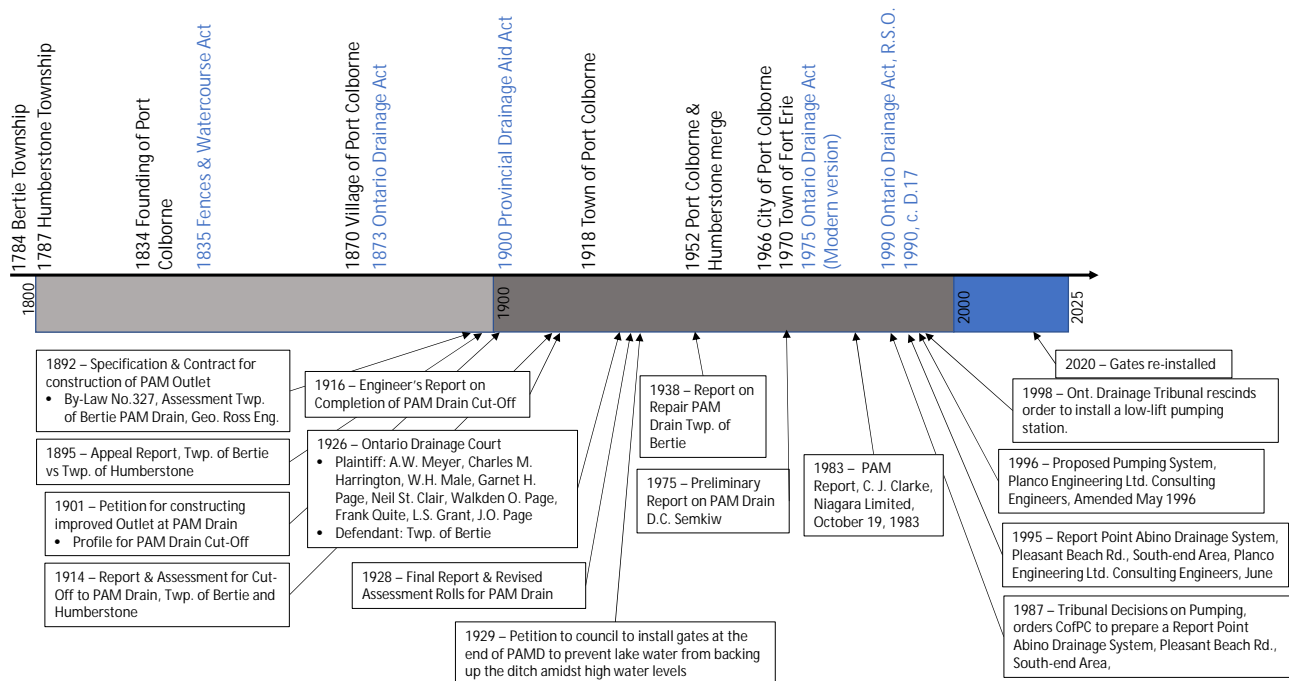 1784 Bertie Township
1787 Humberstone Township
1834 Founding of Port
Colborne
1835 Fences & Watercourse Act
1870 Village of Port Colborne
1873 Ontario Drainage Act
1900 Provincial Drainage Aid Act
1918 Town of Port Colborne
1952 Port Colborne &
Humberstone merge
1966 City of Port Colborne
1970 Town of Fort Erie
1975 Ontario Drainage Act
(Modern version)
1990 Ontario Drainage Act, R.S.O.
1990, c. D.17
1800
1900
2000
2025
1892 – Specification & Contract for
construction of PAM Outlet
• By-Law No.327, Assessment Twp.
of Bertie PAM Drain, Geo. Ross Eng.
1895 – Appeal Report, Twp. of Bertie
vs Twp. of Humberstone
1901 – Petition for constructing
improved Outlet at PAM Drain
• Profile for PAM Drain Cut-Off
1914 – Report & Assessment for Cut-
Off to PAM Drain, Twp. of Bertie and
Humberstone
1916 – Engineer's Report on
Completion of PAM Drain Cut-Off
1926 – Ontario Drainage Court
• Plaintiff: A.W. Meyer, Charles M.
Harrington, W.H. Male, Garnet H.
Page, Neil St. Clair, Walkden O. Page,
Frank Quite, L.S. Grant, J.O. Page
• Defendant: Twp. of Bertie
1928 – Final Report & Revised
Assessment Rolls for PAM Drain
1929 – Petition to council to install gates at the
end of PAMD to prevent lake water from backing
up the ditch amidst high water levels
1938 – Report on
Repair PAM
Drain Twp. of
Bertie
1975 – Preliminary
Report on PAM Drain
D.C. Semkiw
1983 – PAM
Report, C. J. Clarke,
Niagara Limited,
October 19, 1983
2020 – Gates re-installed
1998 – Ont. Drainage Tribunal rescinds
order to install a low-lift pumping
station.
1996 – Proposed Pumping System,
Planco Engineering Ltd. Consulting
Engineers, Amended May 1996
1995 – Report Point Abino Drainage System,
Pleasant Beach Rd., South-end Area, Planco
Engineering Ltd. Consulting Engineers, June
1987 – Tribunal Decisions on Pumping,
orders CofPC to prepare a Report Point
Abino Drainage System, Pleasant Beach Rd.,
South-end Area,